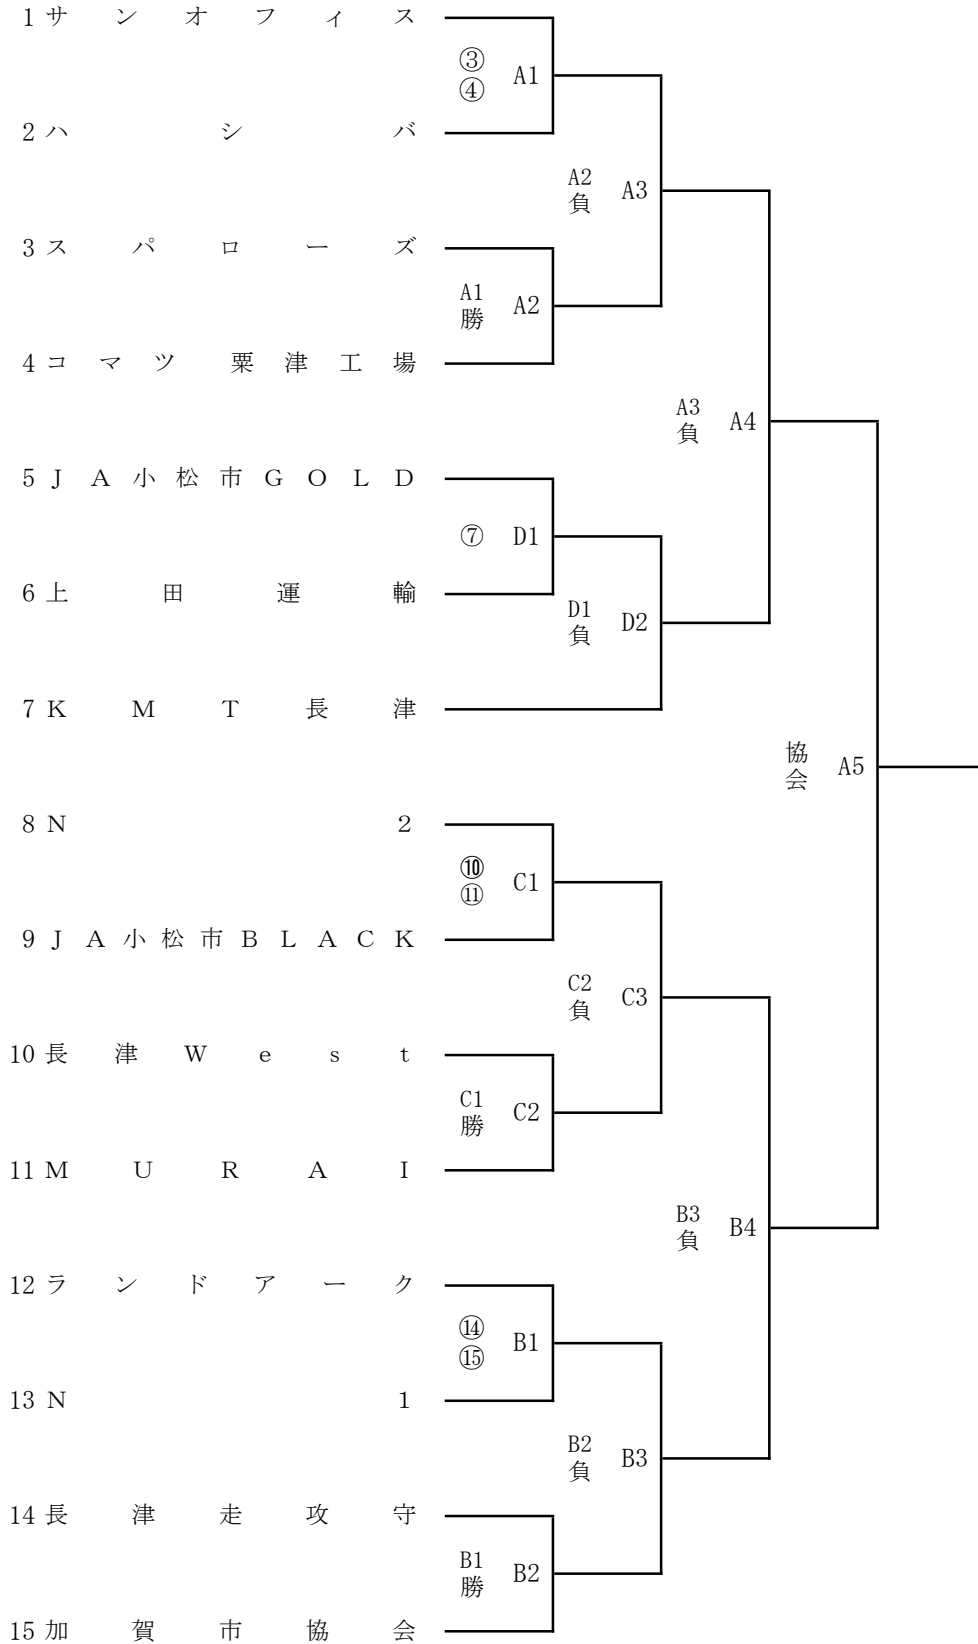 1 サンオフィス
③
④
A1
2 ハシバ
A2
負
A3
3 スパローズ
A1
勝
A2
4 コマツ粟津工場
A3
負
A4
5 ＪＡ小松市ＧＯＬＤ
⑦
D1
6 上田運輸
D1
負
D2
7 ＫＭＴ長津
協
会
A5
8 Ｎ２
⑩
⑪
C1
9 ＪＡ小松市ＢＬＡＣＫ
C2
負
C3
10 長津Ｗｅｓｔ
C1
勝
C2
11 ＭＵＲＡＩ
B3
負
B4
12 ランドアーク
⑭
⑮
B1
13 Ｎ１
B2
負
B3
14 長津走攻守
B1
勝
B2
15 加賀市協会